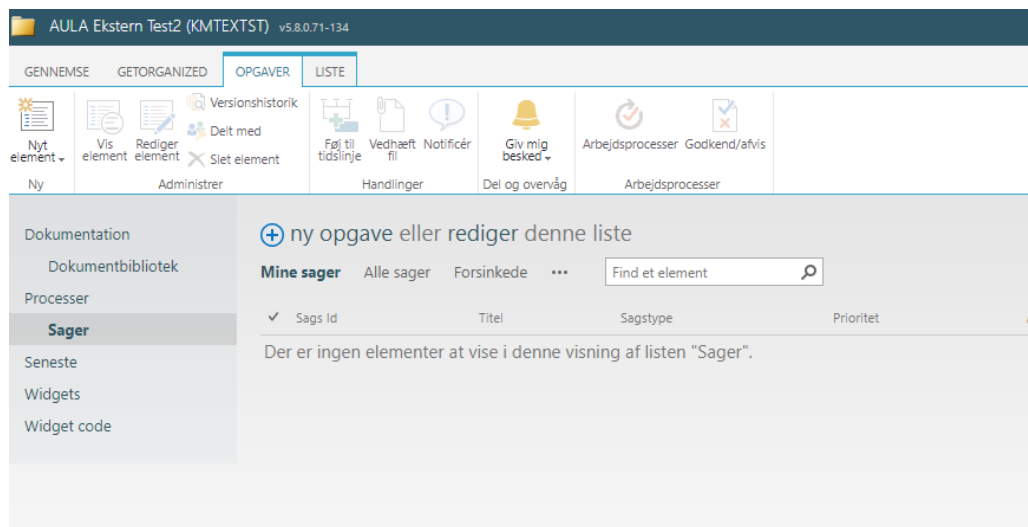 AULA Ekstern Test2 (KMTEXTST) v5.8.0.71-134
GENNEMSE GETORGANIZED OPGAVER LISTE
Nyt element
Vis element
Rediger element
Versionshistorik
Delt med
Slet element
Føj til tidslinje
Vedhæft fil
Notificér
Giv mig besked
Arbejdsprocesser
Godkend/afvis
Ny Administrer Handlinger Del og overvåg Arbejdsprocesser
Dokumentation
Dokumentbibliotek
Processer
Sager
Seneste
Widgets
Widget code
ny opgave eller rediger denne liste
Mine sager Alle sager Forsinkede ••• Find et element
Sags Id Titel Sagstype Prioritet
Der er ingen elementer at vise i denne visning af listen "Sager".